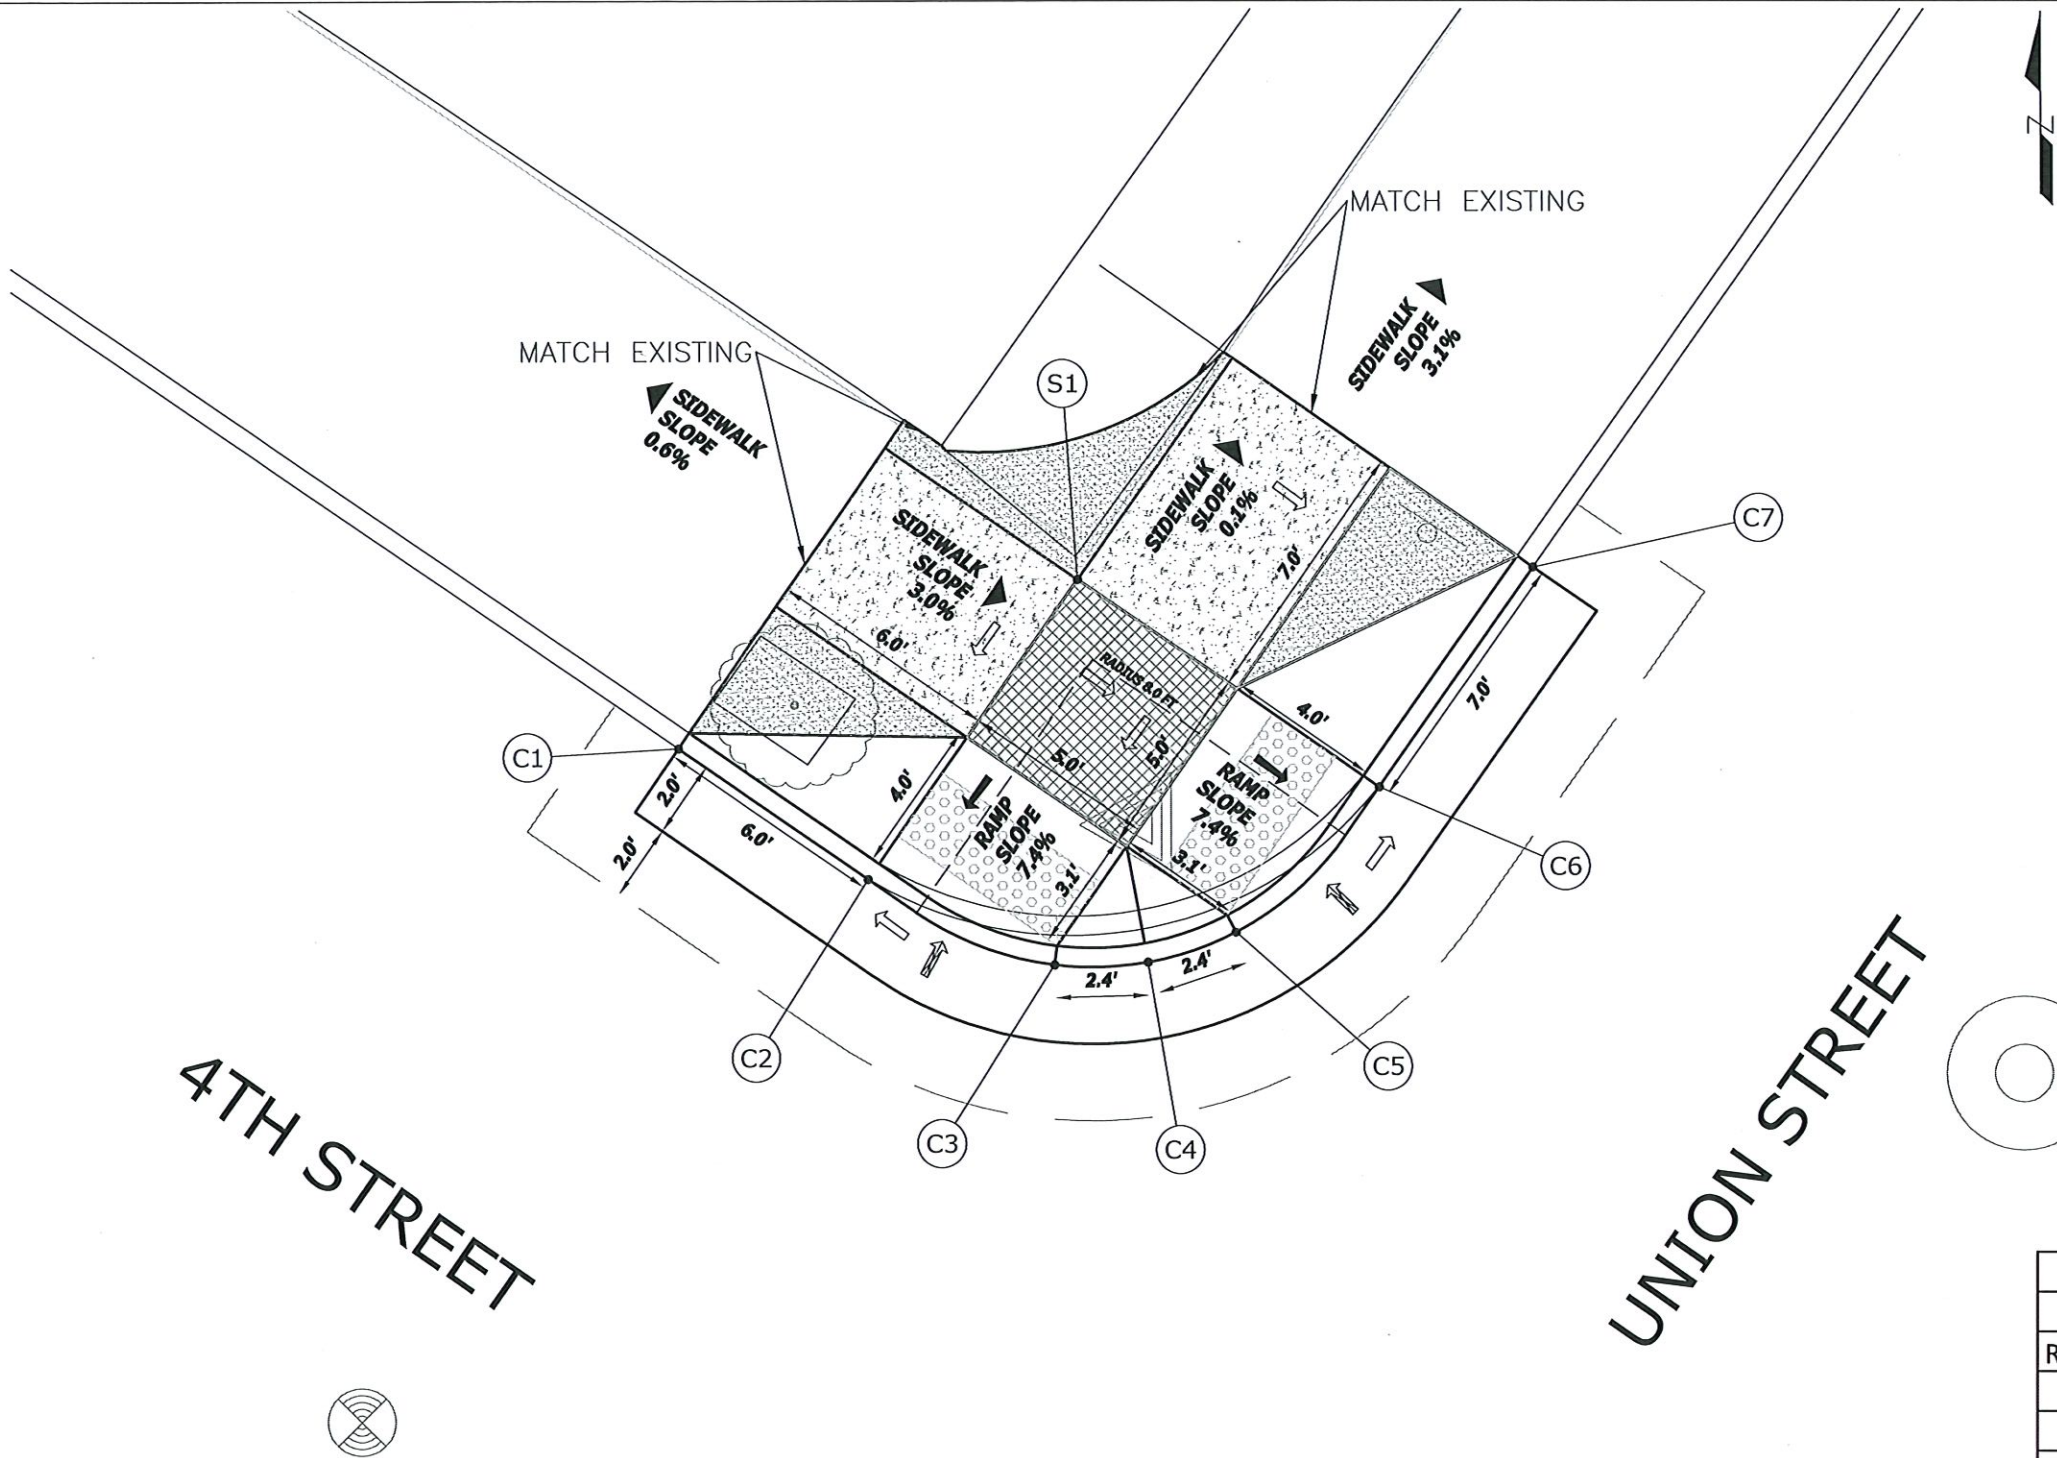 N
MATCH EXISTING
MATCH EXISTING
SIDEWALK
SLOPE
3.1%
S1
SIDEWALK
SLOPE
0.6%
SIDEWALK
SLOPE
0.1%
C7
SIDEWALK
SLOPE
3.0%
7.0'
6.0'
RADIUS 8.0 FT
4.0'
7.0'
C1
5.0'
5.0'
2.0'
4.0'
RAMP
SLOPE
7.4%
RAMP
SLOPE
7.4%
6.0'
2.0'
3.1'
3.1'
C6
2.4'
2.4'
C2
C5
C3
C4
4TH STREET
UNION STREET
R